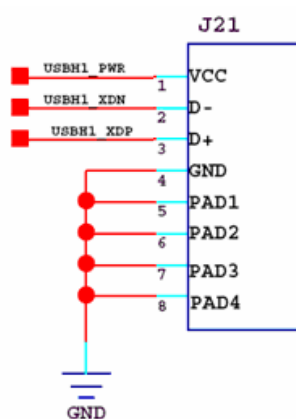 J21
USBH1_PWR 1 VCC
USBH1_XDN 2 D-
USBH1_XDP 3 D+
4 GND
5 PAD1
6 PAD2
7 PAD3
8 PAD4
GND